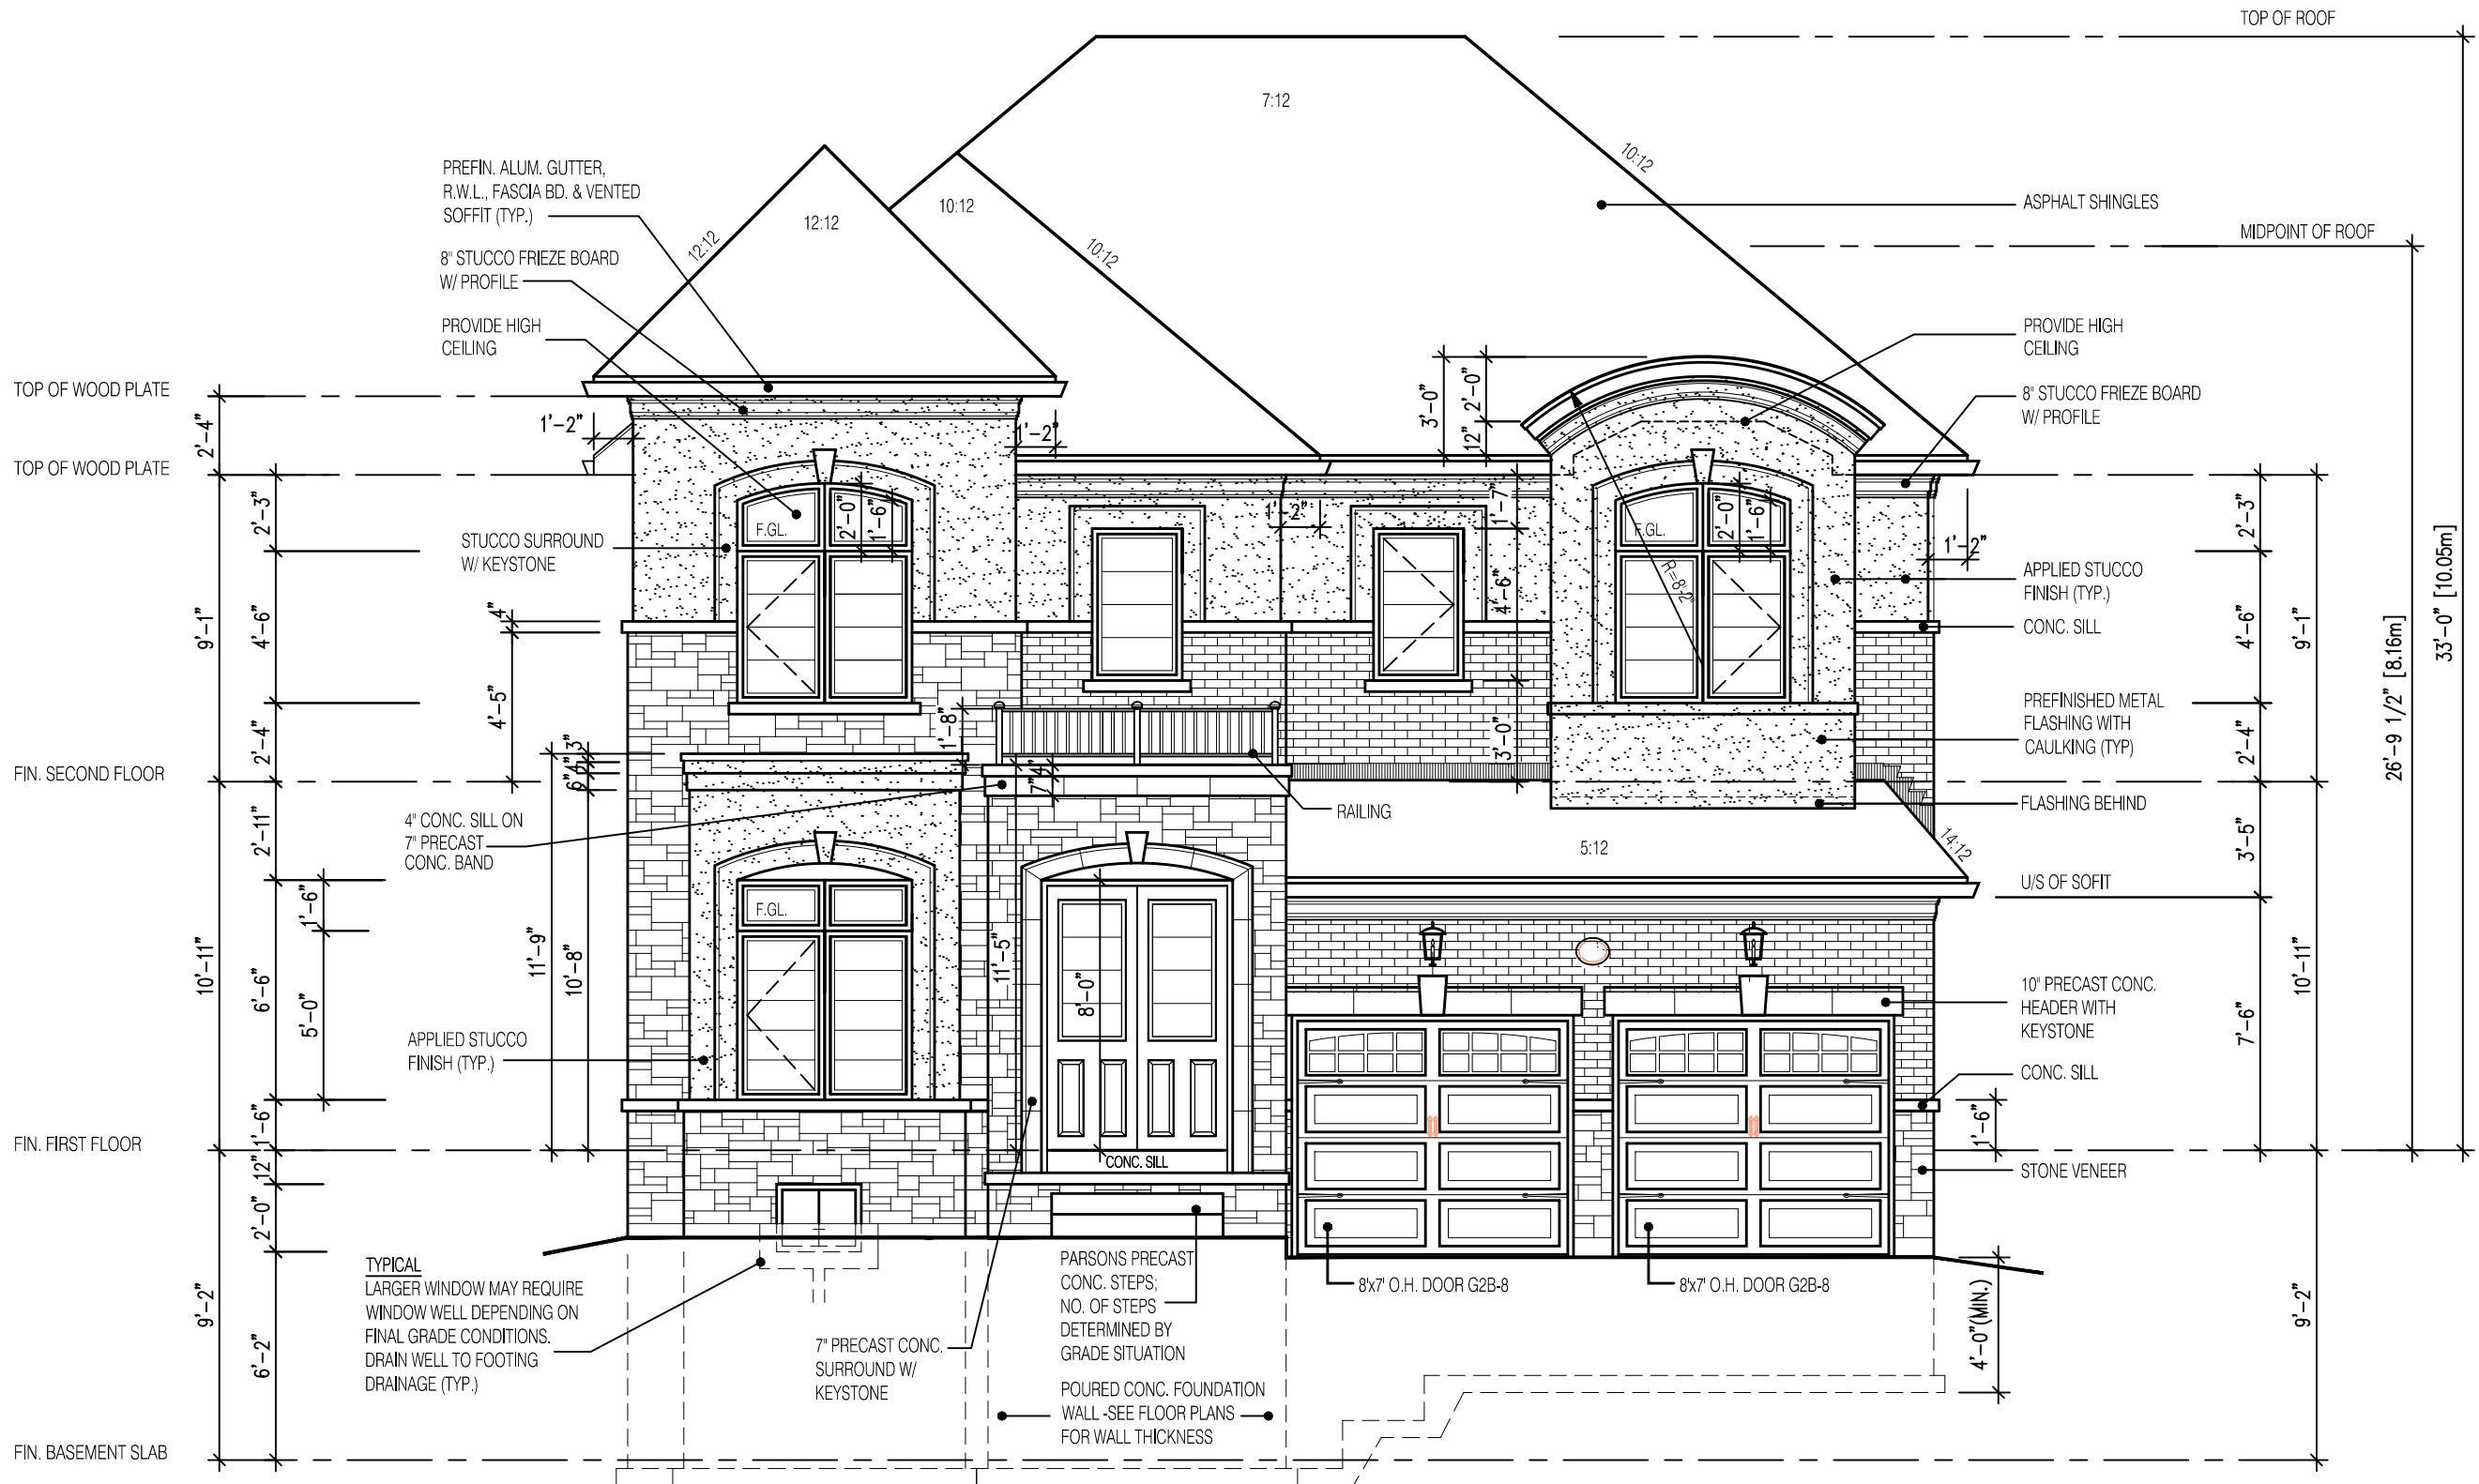 TOP OF ROOF
7:12
10:12
PREFIN. ALUM. GUTTER,
R.W.L., FASCIA BD. & VENTED
SOFFIT (TYP.)
12:12
12:12
10:12
10:12
ASPHALT SHINGLES
MIDPOINT OF ROOF
8" STUCCO FRIEZE BOARD
W/ PROFILE
PROVIDE HIGH
CEILING
PROVIDE HIGH
CEILING
8" STUCCO FRIEZE BOARD
W/ PROFILE
TOP OF WOOD PLATE
2'-4"
1'-2"
1'-2"
3'-0"
2'-0"
12"
TOP OF WOOD PLATE
2'-3"
STUCCO SURROUND
W/ KEYSTONE
F.GL.
2'-0"
1'-6"
1'-2"
1'-7"
F.GL.
2'-0"
1'-6"
1'-2"
2'-3"
33'-0" [10.05m]
26'-9 1/2" [8.16m]
APPLIED STUCCO
FINISH (TYP.)
CONC. SILL
9'-1"
4'-6"
4"
4'-5"
4'-6"
R=8'2"
4'-6"
9'-1"
PREFINISHED METAL
FLASHING WITH
CAULKING (TYP)
2'-4"
3"
4"
6"
1'-8"
4"
7"
3'-0"
2'-4"
FIN. SECOND FLOOR
RAILING
FLASHING BEHIND
4" CONC. SILL ON
7" PRECAST
CONC. BAND
2'-11"
5:12
14:12
3'-5"
U/S OF SOFIT
1'-6"
F.GL.
10'-11"
6'-6"
5'-0"
11'-9"
10'-8"
11'-5"
8'-0"
7'-6"
10'-11"
10" PRECAST CONC.
HEADER WITH
KEYSTONE
APPLIED STUCCO
FINISH (TYP.)
CONC. SILL
1'-6"
1'-6"
FIN. FIRST FLOOR
CONC. SILL
STONE VENEER
12"
2'-0"
TYPICAL
LARGER WINDOW MAY REQUIRE
WINDOW WELL DEPENDING ON
FINAL GRADE CONDITIONS.
DRAIN WELL TO FOOTING
DRAINAGE (TYP.)
PARSONS PRECAST
CONC. STEPS;
NO. OF STEPS
DETERMINED BY
GRADE SITUATION
8'x7' O.H. DOOR G2B-8
8'x7' O.H. DOOR G2B-8
9'-2"
6'-2"
4'-0"(MIN.)
9'-2"
7" PRECAST CONC.
SURROUND W/
KEYSTONE
POURED CONC. FOUNDATION
WALL -SEE FLOOR PLANS
FOR WALL THICKNESS
FIN. BASEMENT SLAB